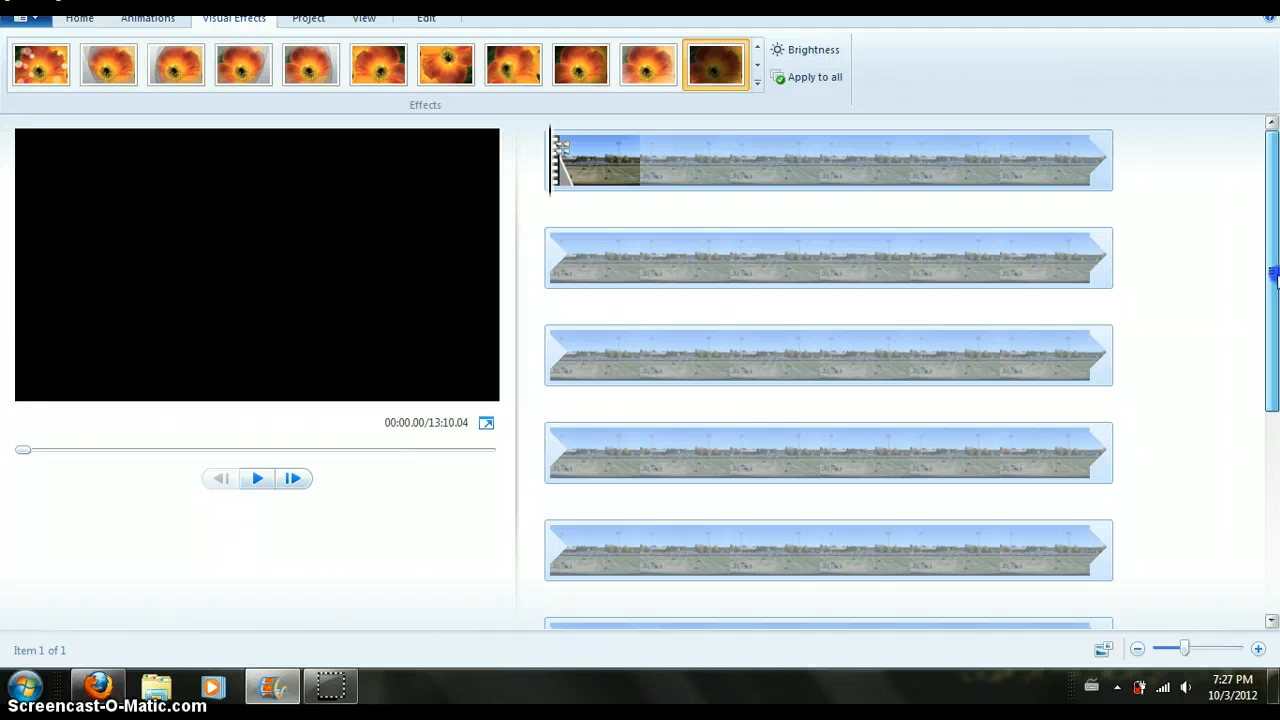 Home Animations Visual Effects Project View Edit
Brightness
Apply to all
Effects
00:00.00/13:10.04
Item 1 of 1
7:27 PM
10/3/2012
Screencast-O-Matic.com